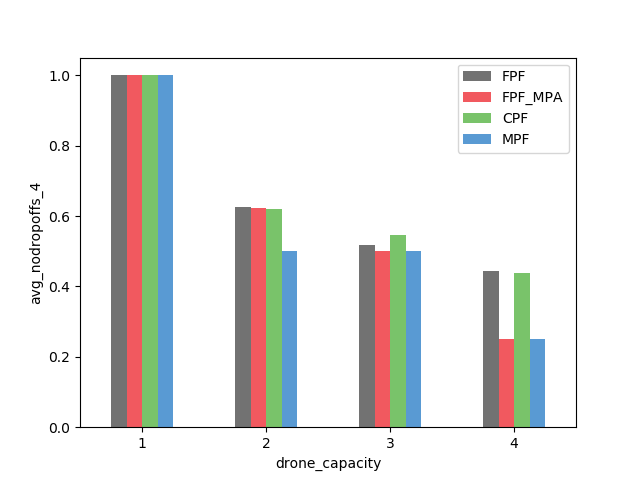 1.0
0.8
0.6
0.4
0.2
0.0
avg_nodropoffs_4
1 2 3 4
drone_capacity
FPF
FPF_MPA
CPF
MPF